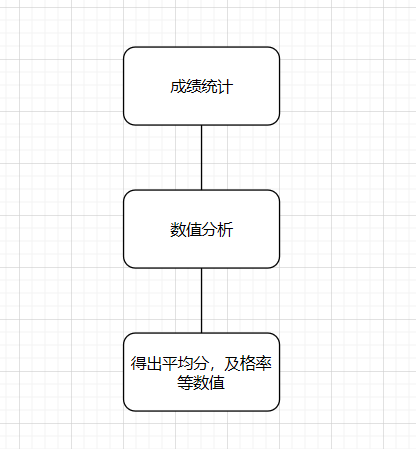 成绩统计
数值分析
得出平均分，及格率
等数值